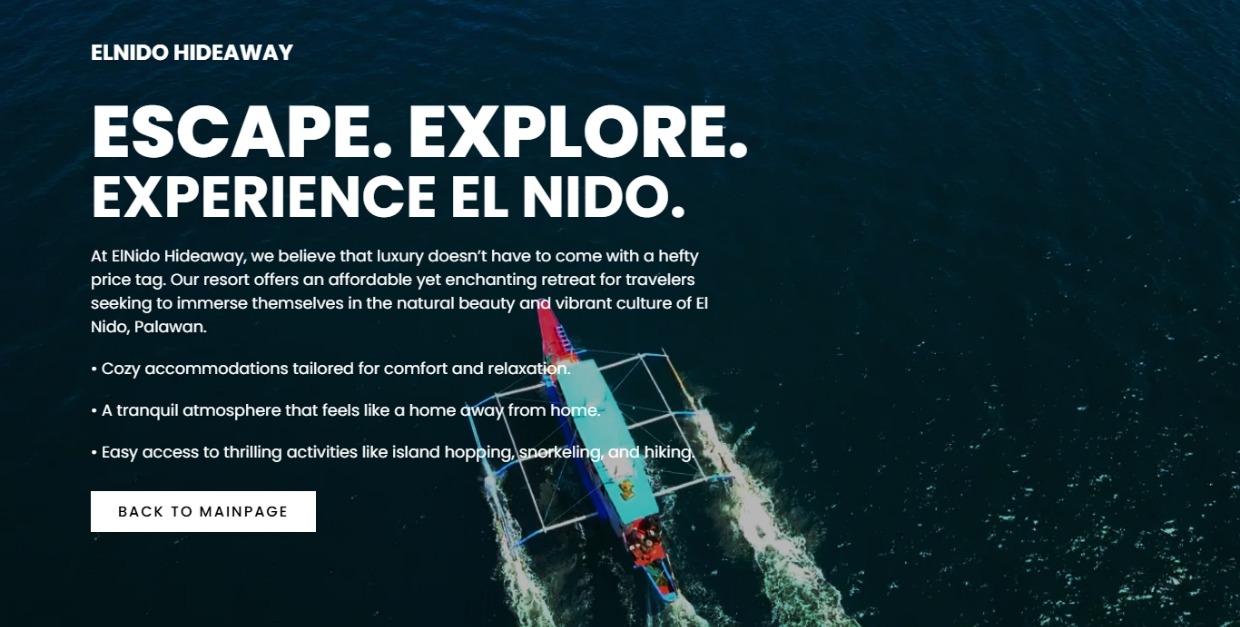 ELNIDO HIDEAWAY
ESCAPE. EXPLORE.
EXPERIENCE EL NIDO.
At ElNido Hideaway, we believe that luxury doesn’t have to come with a hefty
price tag. Our resort offers an affordable yet enchanting retreat for travelers
seeking to immerse themselves in the natural beauty and vibrant culture of El
Nido, Palawan.
• Cozy accommodations tailored for comfort and relaxation.
• A tranquil atmosphere that feels like a home away from home.
• Easy access to thrilling activities like island hopping, snorkeling, and hiking.
BACK TO MAINPAGE